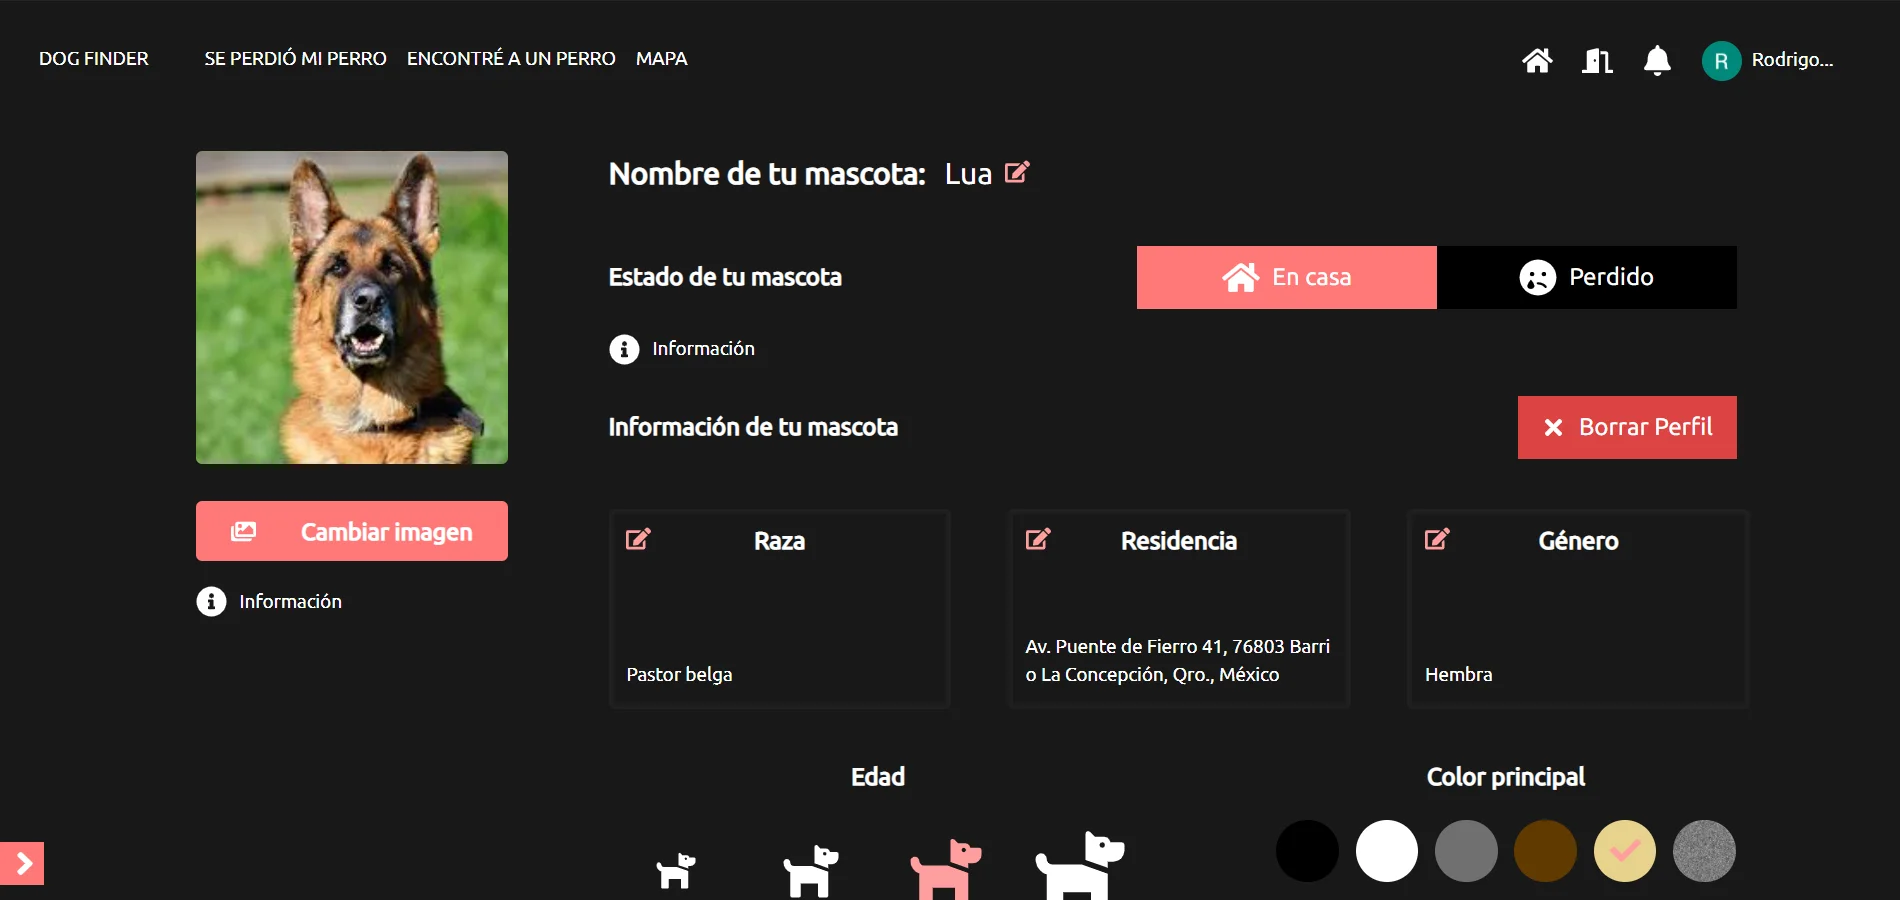 DOG FINDER
SE PERDIÓ MI PERRO
ENCONTRÉ A UN PERRO
MAPA
R
Rodrigo...
Nombre de tu mascota: Lua
Estado de tu mascota
En casa
Perdido
Información
Información de tu mascota
Borrar Perfil
Cambiar imagen
Información
Raza
Pastor belga
Residencia
Av. Puente de Fierro 41, 76803 Barri
o La Concepción, Qro., México
Género
Hembra
Edad
Color principal